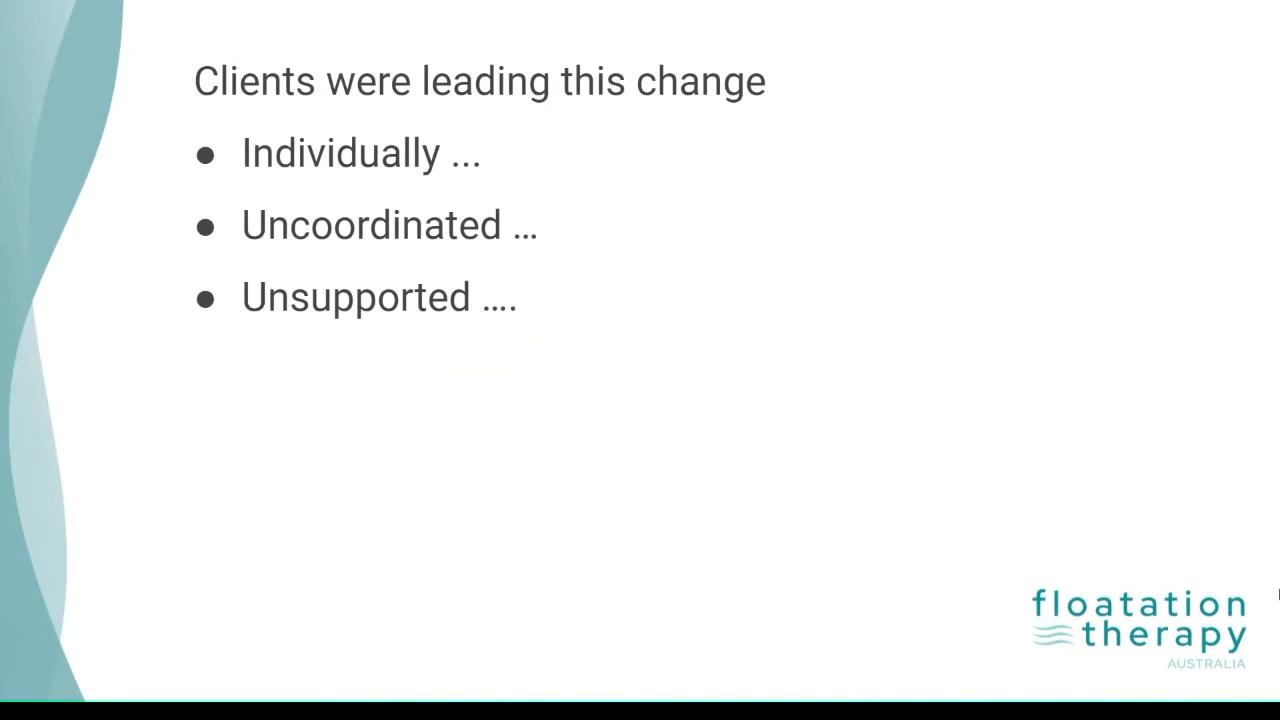 Clients were leading this change
● Individually ...
● Uncoordinated ...
● Unsupported ....
floatation
therapy
AUSTRALIA